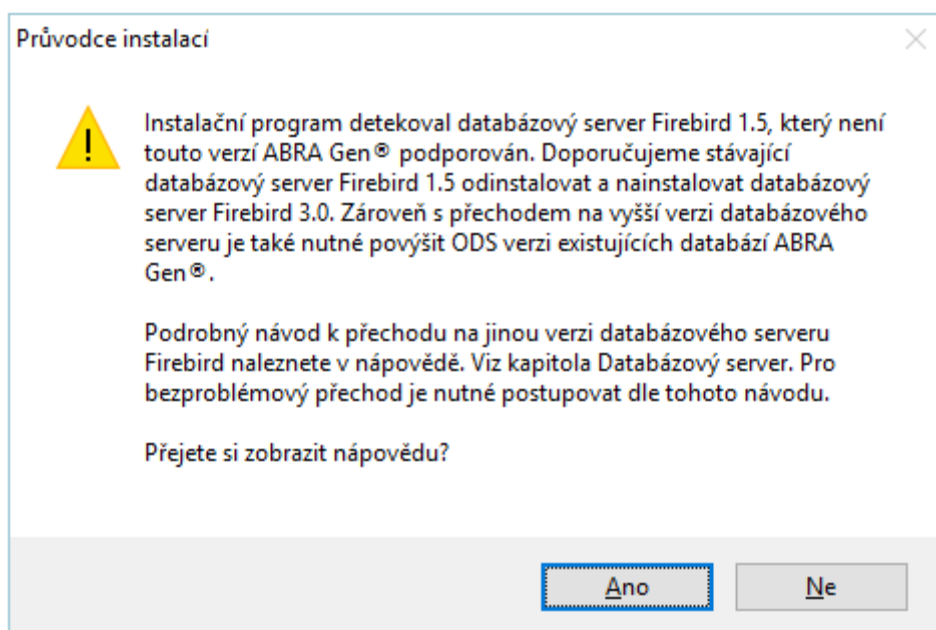 Průvodce instalací
Instalační program detekoval databázový server Firebird 1.5, který není
touto verzí ABRA Gen® podporován. Doporučujeme stávající
databázový server Firebird 1.5 odinstalovat a nainstalovat databázový
server Firebird 3.0. Zároveň s přechodem na vyšší verzi databázového
serveru je také nutné povýšit ODS verzi existujících databází ABRA
Gen®.
Podrobný návod k přechodu na jinou verzi databázového serveru
Firebird naleznete v nápovědě. Viz kapitola Databázový server. Pro
bezproblémový přechod je nutné postupovat dle tohoto návodu.
Přejete si zobrazit nápovědu?
Ano
Ne